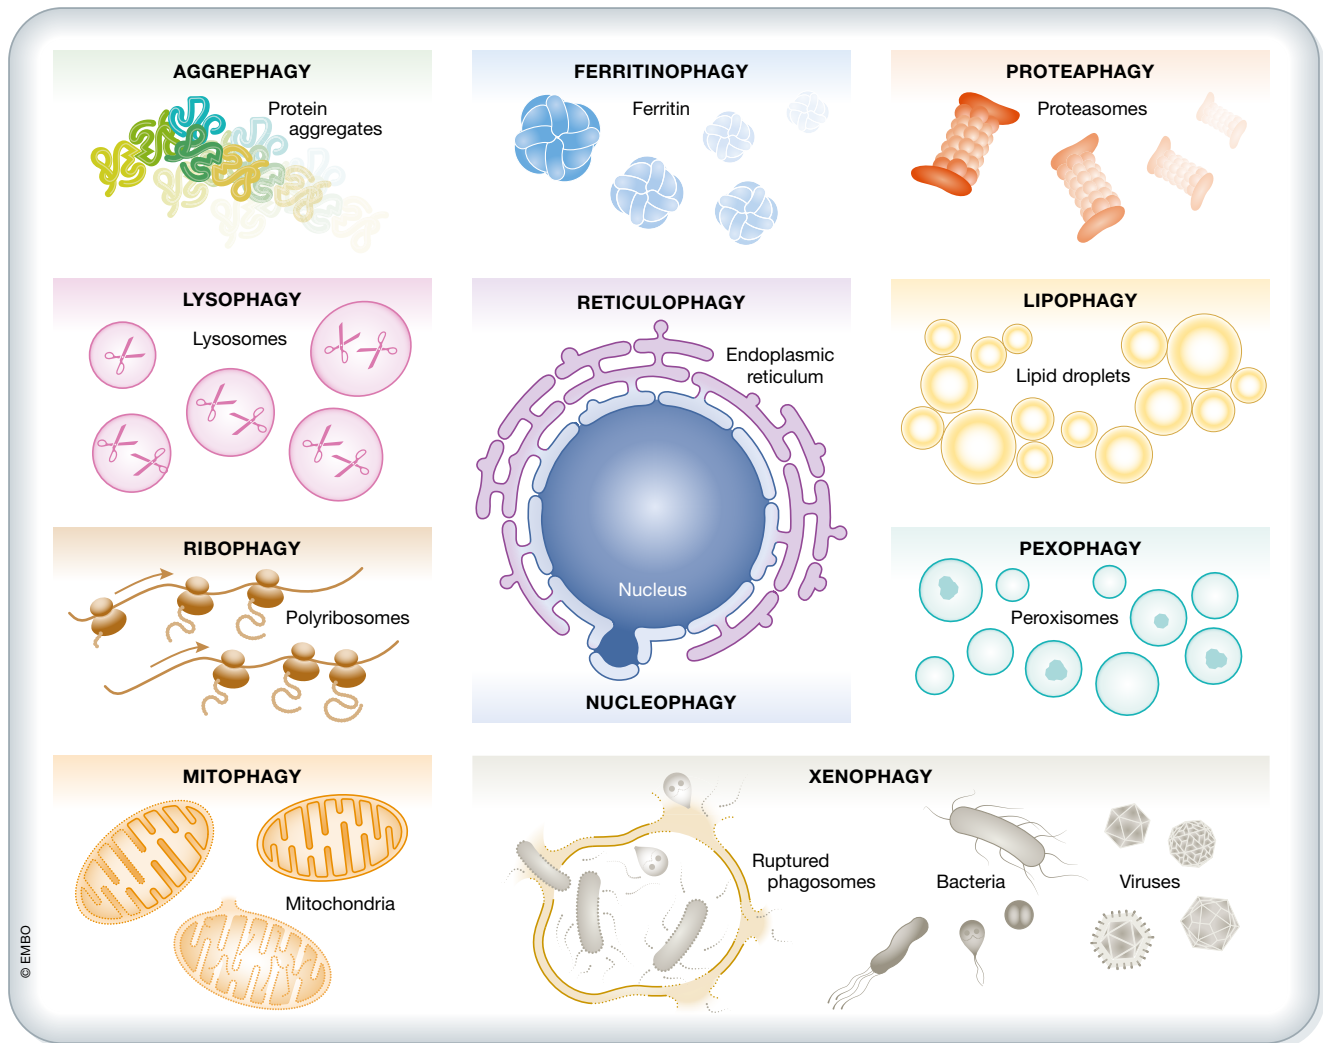 AGGREPHAGY
Protein
aggregates
FERRITINOPHAGY
Ferritin
PROTEAPHAGY
Proteasomes
LYSOPHAGY
Lysosomes
RETICULOPHAGY
Endoplasmic
reticulum
Nucleus
NUCLEOPHAGY
LIPOPHAGY
Lipid droplets
RIBOPHAGY
Polyribosomes
PEXOPHAGY
Peroxisomes
MITOPHAGY
Mitochondria
XENOPHAGY
Ruptured
phagosomes
Bacteria
Viruses
© EMBO